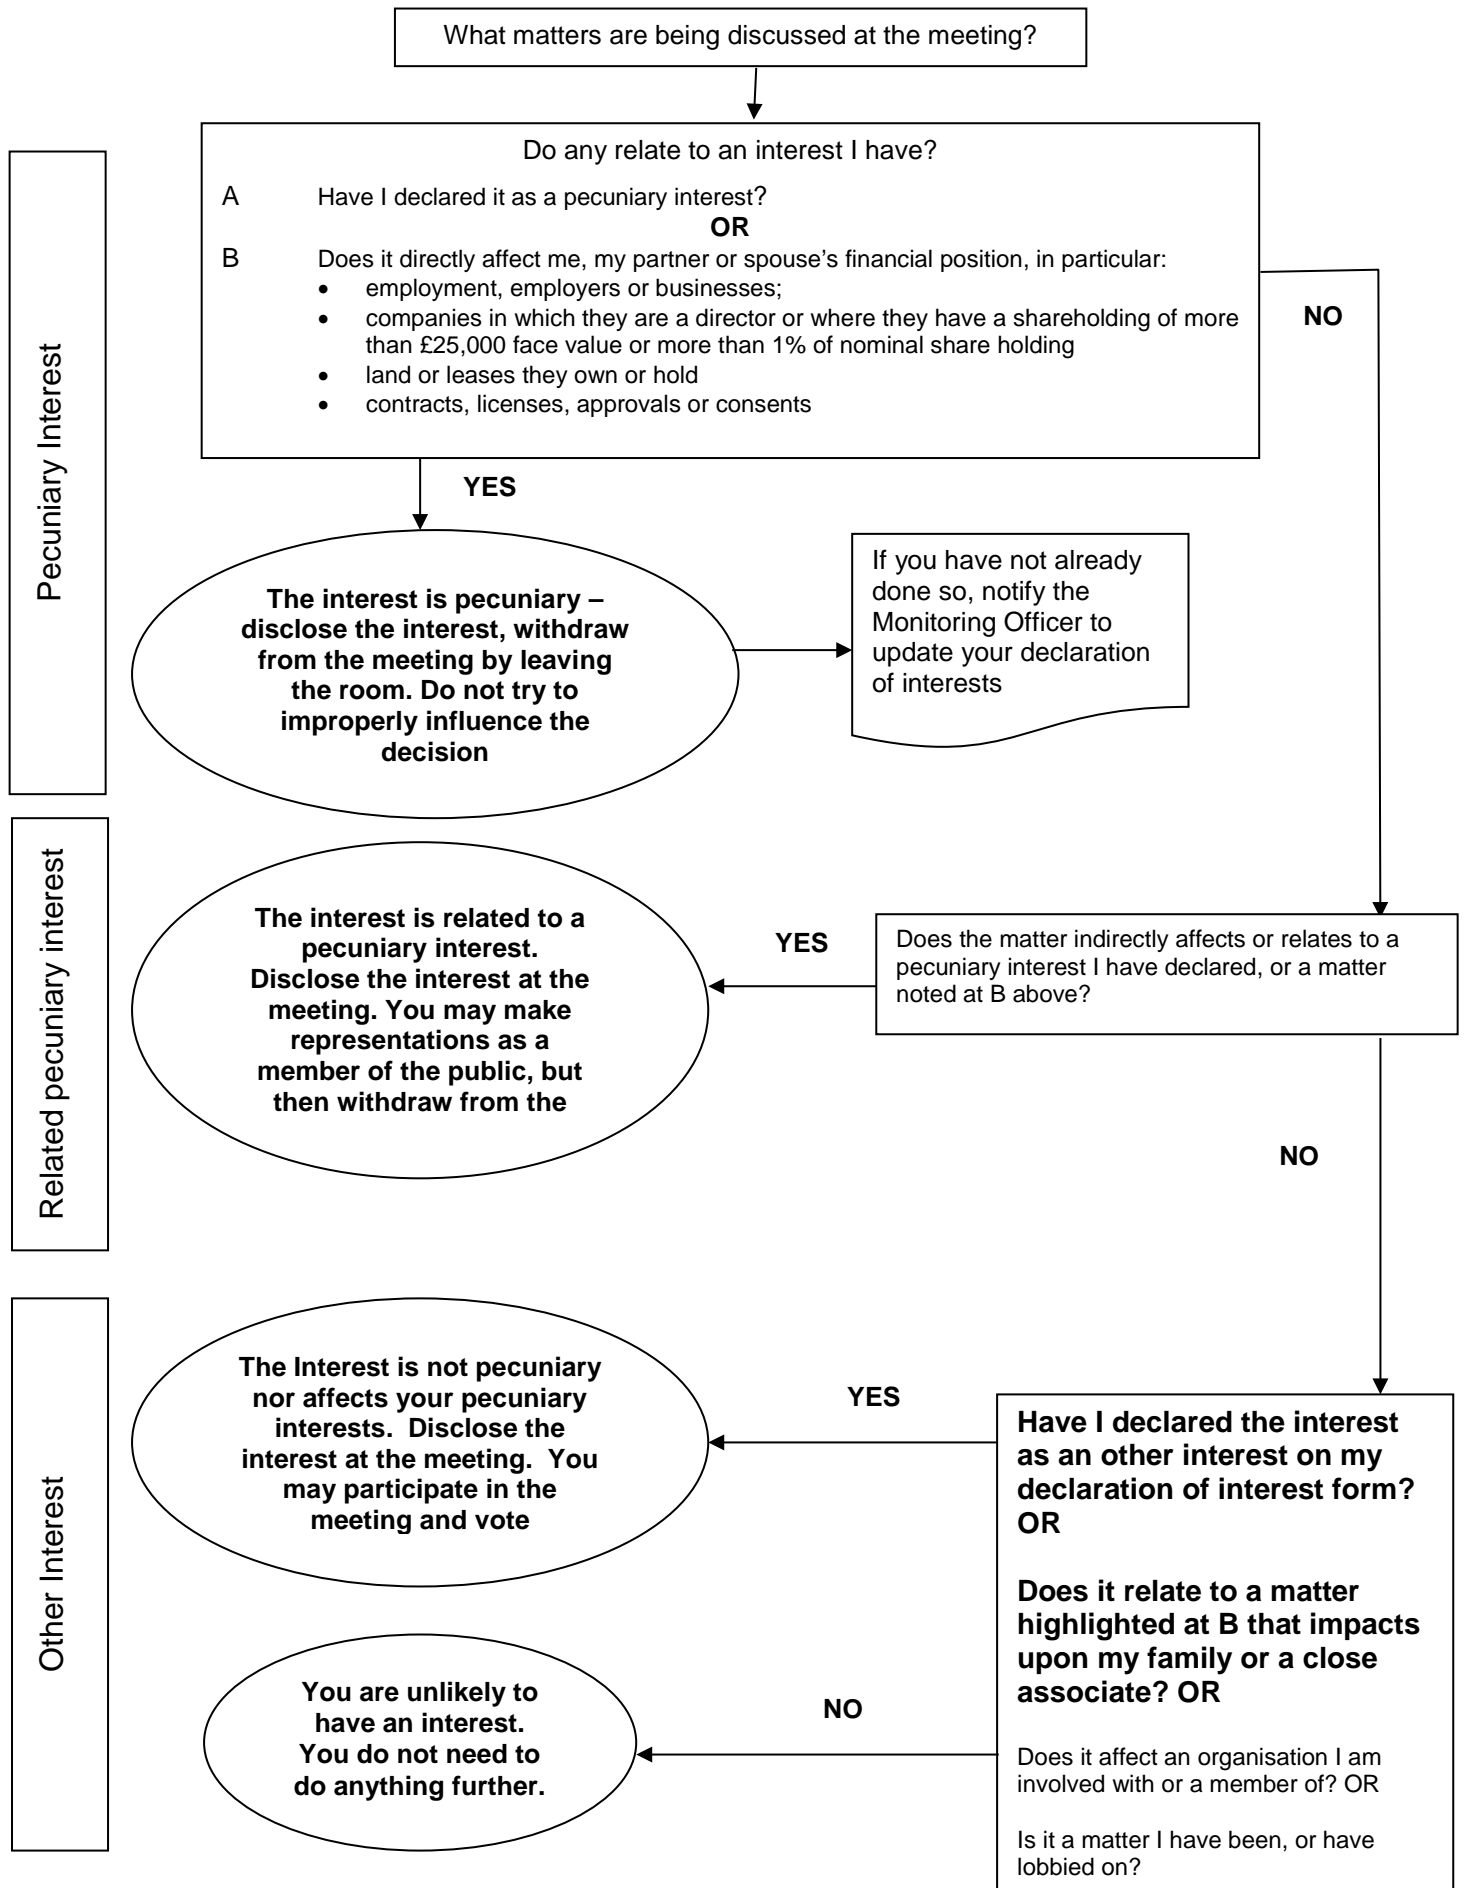 What matters are being discussed at the meeting?
Pecuniary Interest
Do any relate to an interest I have?
A Have I declared it as a pecuniary interest?
OR
B Does it directly affect me, my partner or spouse's financial position, in particular:
• employment, employers or businesses;
• companies in which they are a director or where they have a shareholding of more
than £25,000 face value or more than 1% of nominal share holding
• land or leases they own or hold
• contracts, licenses, approvals or consents
NO
YES
The interest is pecuniary –
disclose the interest, withdraw
from the meeting by leaving
the room. Do not try to
improperly influence the
decision
If you have not already
done so, notify the
Monitoring Officer to
update your declaration
of interests
Related pecuniary interest
The interest is related to a
pecuniary interest.
Disclose the interest at the
meeting. You may make
representations as a
member of the public, but
then withdraw from the
YES
Does the matter indirectly affects or relates to a
pecuniary interest I have declared, or a matter
noted at B above?
NO
Other Interest
The Interest is not pecuniary
nor affects your pecuniary
interests. Disclose the
interest at the meeting. You
may participate in the
meeting and vote
YES
Have I declared the interest
as an other interest on my
declaration of interest form?
OR
Does it relate to a matter
highlighted at B that impacts
upon my family or a close
associate? OR
Does it affect an organisation I am
involved with or a member of? OR
Is it a matter I have been, or have
lobbied on?
NO
You are unlikely to
have an interest.
You do not need to
do anything further.